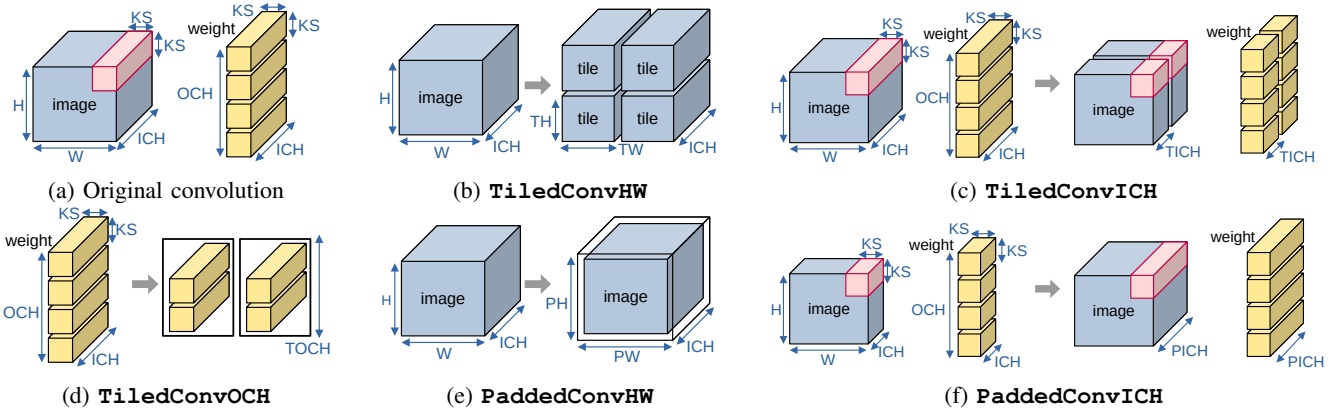 KS
KS
weight
H
image
OCH
ICH
W
ICH
(a) Original convolution
H
image
W
ICH
tile
tile
tile
tile
TH
TW
ICH
(b) TiledConvHW
KS
KS
H
image
W
ICH
weight
KS
KS
OCH
ICH
image
TICH
weight
TICH
(c) TiledConvICH
KS
KS
weight
OCH
ICH
TOCH
(d) TiledConvOCH
H
image
W
ICH
PH
image
PW
ICH
(e) PaddedConvHW
KS
KS
H
image
W
ICH
weight
KS
KS
OCH
ICH
image
PICH
weight
PICH
(f) PaddedConvICH